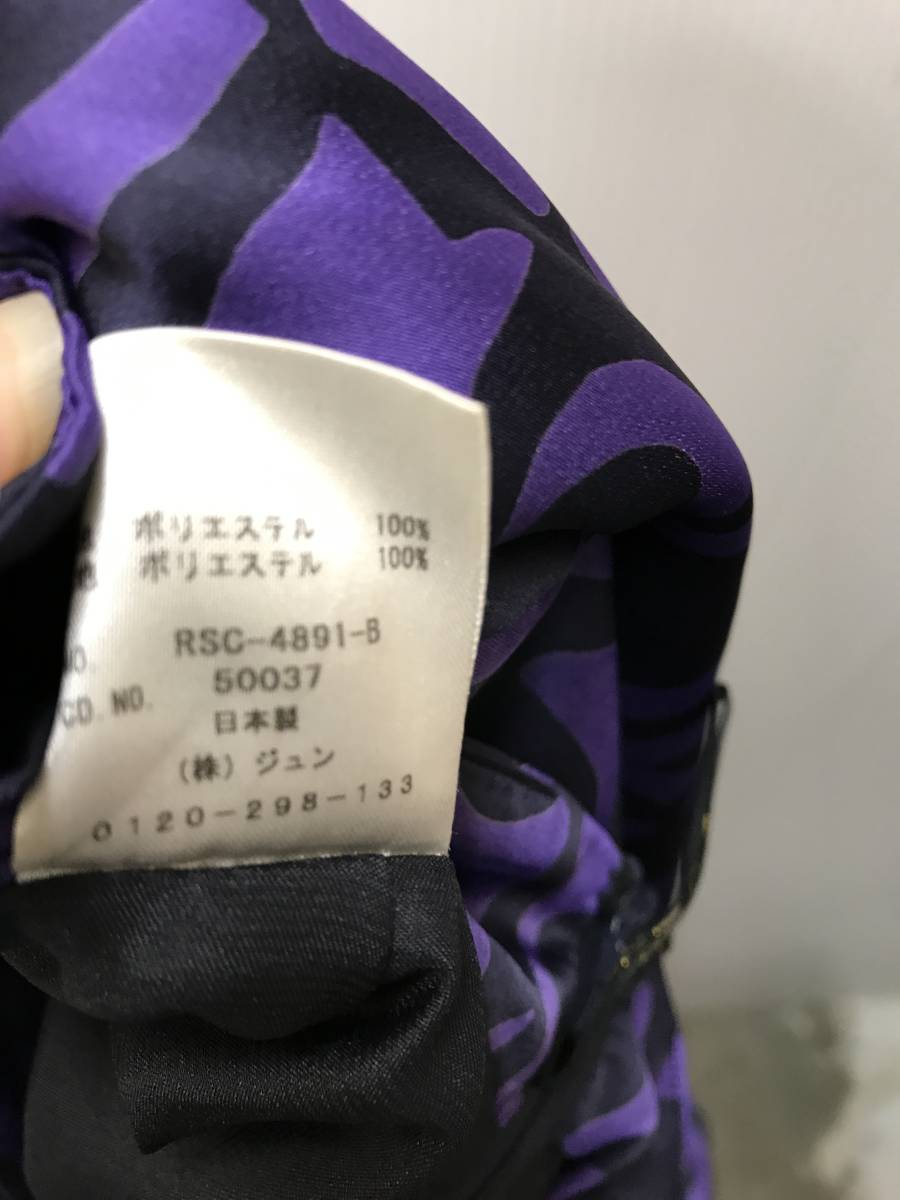 ポリエステル 100%
ポリエステル 100%
RSC-4891-B
CD.NO. 50037
日本製
(株)ジュン
0120-298-133